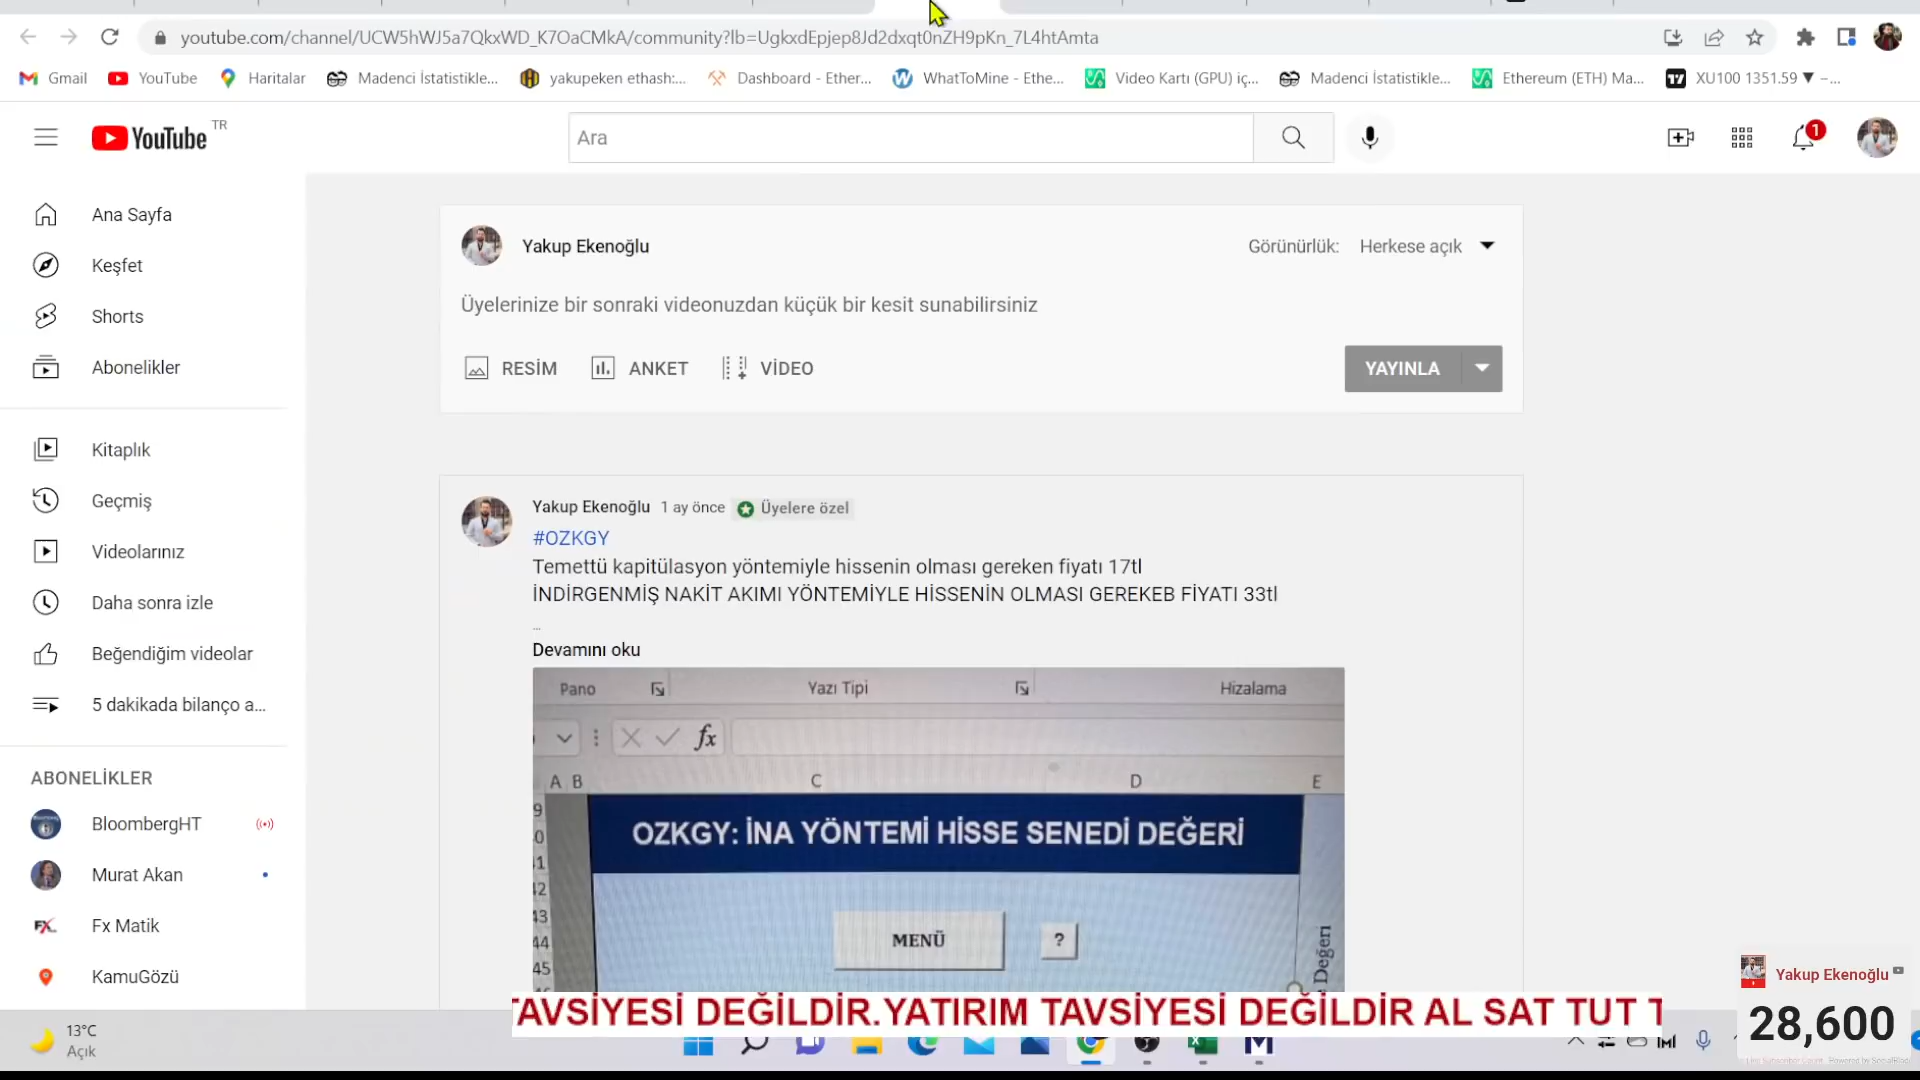 youtube.com/channel/UCW5hWJ5a7QkxWD_K7OaCMkA/community?lb=UgkxdEpjep8Jd2dxqt0nZH9pKn_7L4htAmta
Gmail YouTube Haritalar Madenci İstatistikle... yakupeken ethash:... Dashboard - Ether... WhatToMine - Ethe... Video Kartı (GPU) iç... Madenci İstatistikle... Ethereum (ETH) Ma... XU100 1351.59 ▼ –...
YouTube TR
Ara
1
Ana Sayfa
Keşfet
Shorts
Abonelikler
Kitaplık
Geçmiş
Videolarınız
Daha sonra izle
Beğendiğim videolar
5 dakikada bilanço a...
ABONELİKLER
BloombergHT
Murat Akan
Fx Matik
KamuGözü
Yakup Ekenoğlu
Görünürlük: Herkese açık
Üyelerinize bir sonraki videonuzdan küçük bir kesit sunabilirsiniz
RESİM ANKET VİDEO
YAYINLA
Yakup Ekenoğlu 1 ay önce Üyelere özel
#OZKGY
Temettü kapitülasyon yöntemiyle hissenin olması gereken fiyatı 17tl
İNDİRGENMİŞ NAKİT AKIMI YÖNTEMİYLE HİSSENİN OLMASI GEREKEB FİYATI 33tl
...
Devamını oku
Pano Yazı Tipi Hizalama
fx
A B C D E
OZKGY: İNA YÖNTEMİ HİSSE SENEDİ DEĞERİ
42
43
44
45
MENÜ ?
Değeri
TAVSİYESİ DEĞİLDİR.YATIRIM TAVSİYESİ DEĞİLDİR AL SAT TUT T
Yakup Ekenoğlu
28,600
13°C
Açık